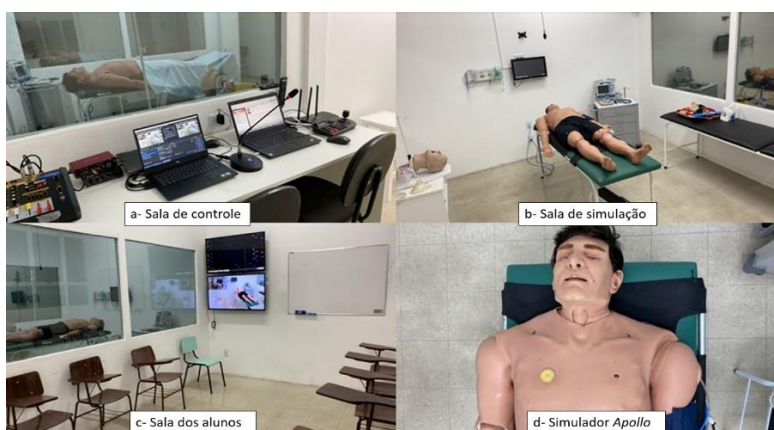 a- Sala de controle
b- Sala de simulação
c- Sala dos alunos
d- Simulador Apollo